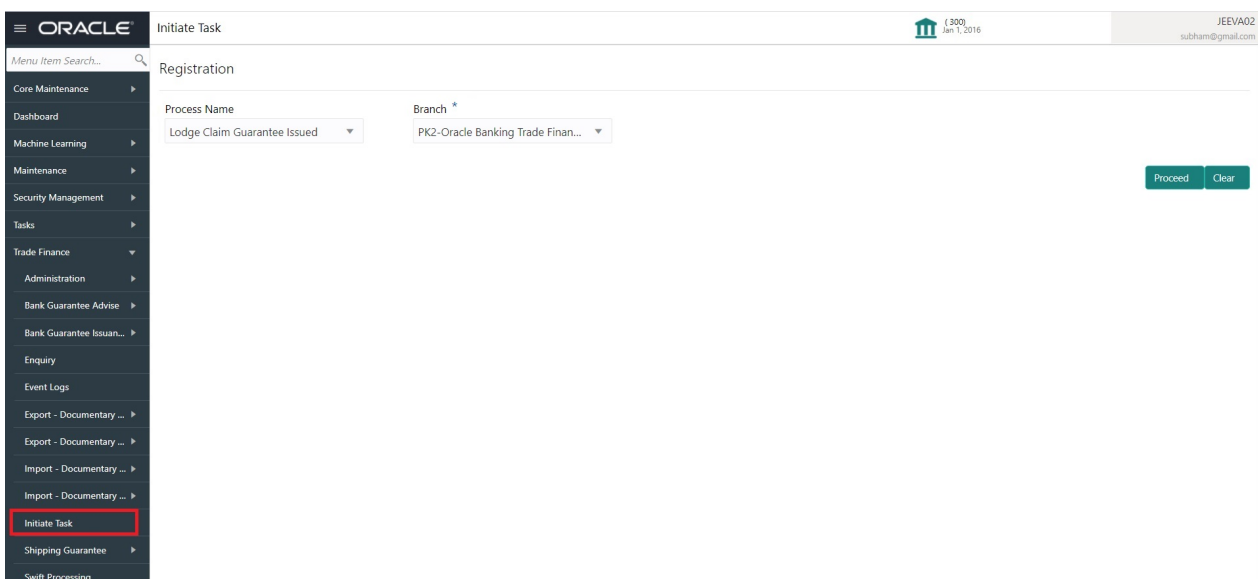 ORACLE
Initiate Task
(300)
Jan 1, 2016
JEEVA02
subham@gmail.com
Menu Item Search...
Core Maintenance
Dashboard
Machine Learning
Maintenance
Security Management
Tasks
Trade Finance
Administration
Bank Guarantee Advise
Bank Guarantee Issuan...
Enquiry
Event Logs
Export - Documentary ...
Export - Documentary ...
Import - Documentary ...
Import - Documentary ...
Initiate Task
Shipping Guarantee
Swift Processing
Registration
Process Name
Branch *
Lodge Claim Guarantee Issued
PK2-Oracle Banking Trade Finan...
Proceed
Clear